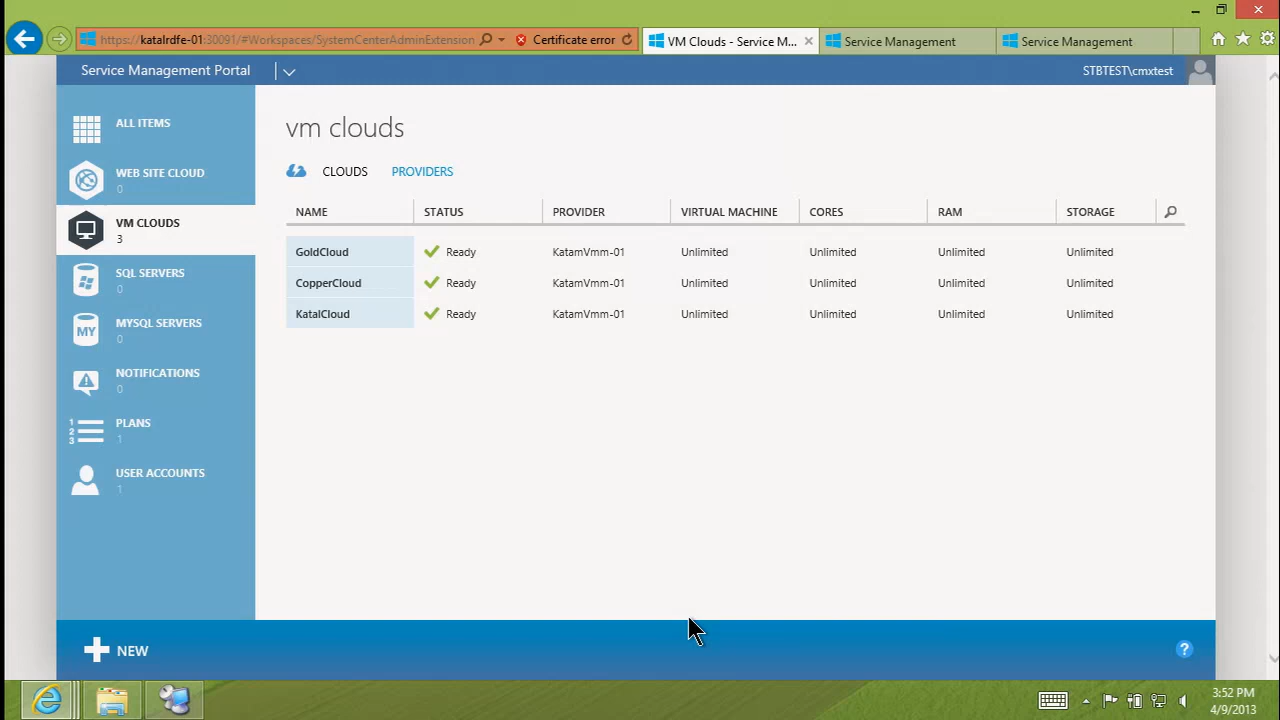 https://katalrdfe-01:30091/#Workspaces/SystemCenterAdminExtension
Certificate error
VM Clouds - Service M...
Service Management
Service Management
Service Management Portal
STBTEST\cmxtest
ALL ITEMS
WEB SITE CLOUD
0
VM CLOUDS
3
SQL SERVERS
0
MY
MYSQL SERVERS
0
NOTIFICATIONS
0
1
2
3
PLANS
1
USER ACCOUNTS
1
vm clouds
CLOUDS PROVIDERS
NAME STATUS PROVIDER VIRTUAL MACHINE CORES RAM STORAGE
GoldCloud Ready KatamVmm-01 Unlimited Unlimited Unlimited Unlimited
CopperCloud Ready KatamVmm-01 Unlimited Unlimited Unlimited Unlimited
KatalCloud Ready KatamVmm-01 Unlimited Unlimited Unlimited Unlimited
NEW
?
3:52 PM
4/9/2013